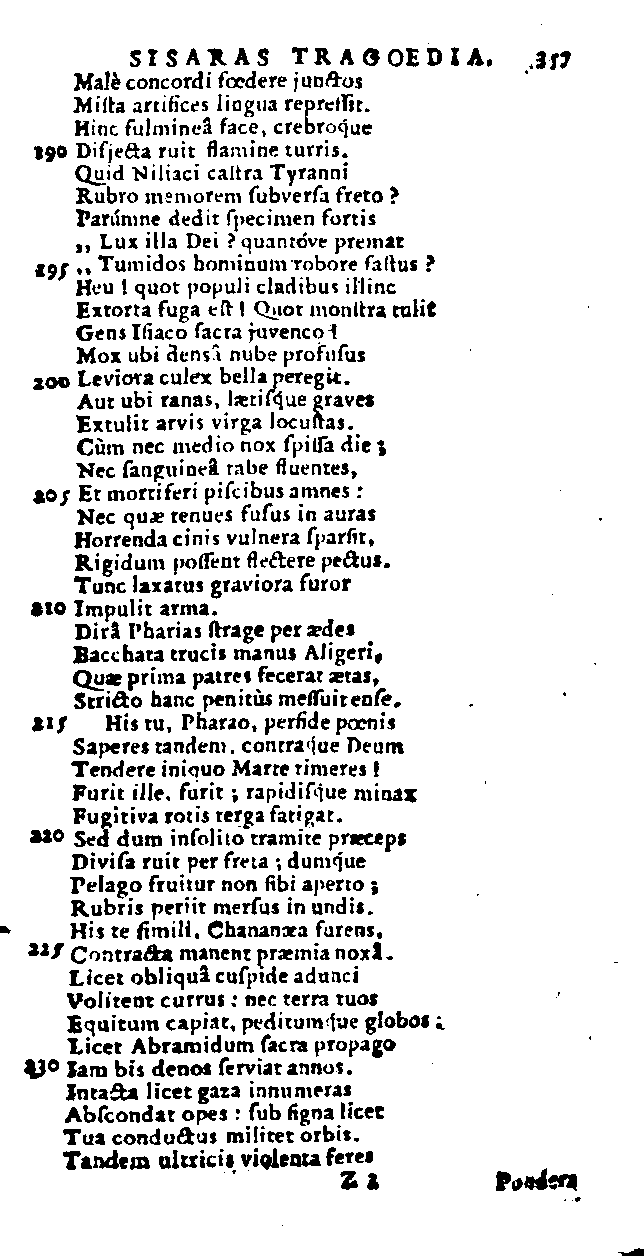 SISARAS TRAGOEDIA. 357
Malè concordi fœdere junctos
Mista artifices lingua repreſſit.
Hinc fulmineâ face, crebroque
190 Disjecta ruit flamine turris.
Quid Niliaci castra Tyranni
Rubro memorem ſubverſa freto ?
Parúmne dedit ſpecimen fortis
,, Lux illa Dei ? quantóve premat
195 ,, Tumidos hominum robore faſtus ?
Heu ! quot populi cladibus illinc
Extorta fuga eſt ! Quot monſtra tulit
Gens Iſiaco ſacra juvenco !
Mox ubi densâ nube profuſus
200 Leviora culex bella peregit.
Aut ubi ranas, lætiſque graves
Extulit arvis virga locuſtas.
Cùm nec medio nox ſpiſſa die ;
Nec ſanguineâ tabe fluentes,
205 Et mortiferi piſcibus amnes :
Nec quæ tenues fuſus in auras
Horrenda cinis vulnera ſparſit,
Rigidum poſſent flectere pectus.
Tunc laxatus graviora furor
210 Impulit arma.
Dirâ Pharias ſtrage per ædes
Bacchata trucis manus Aligeri,
Quæ prima patres fecerat ætas,
Stricto hanc penitùs meſſuit enſe.
215 His tu, Pharao, perfide pœnis
Saperes tandem, contraque Deum
Tendere iniquo Marte timeres !
Furit ille, furit ; rapidiſque minax
Fugitiva rotis terga fatigat.
220 Sed dum inſolito tramite præceps
Diviſa ruit per freta ; dumque
Pelago fruitur non ſibi aperto ;
Rubris periit merſus in undis.
His te ſimili, Chananæa furens,
225 Contracta manent præmia noxâ.
Licet obliquâ cuſpide adunci
Volitent currus : nec terra tuos
Equitum capiat, peditumque globos ;
Licet Abramidum ſacra propago
230 Iam bis denos ſerviat annos.
Intacta licet gaza innumeras
Abſcondat opes : ſub ſigna licet
Tua conductus militet orbis.
Tandem ultricis violenta feres
Z 2 Pondera